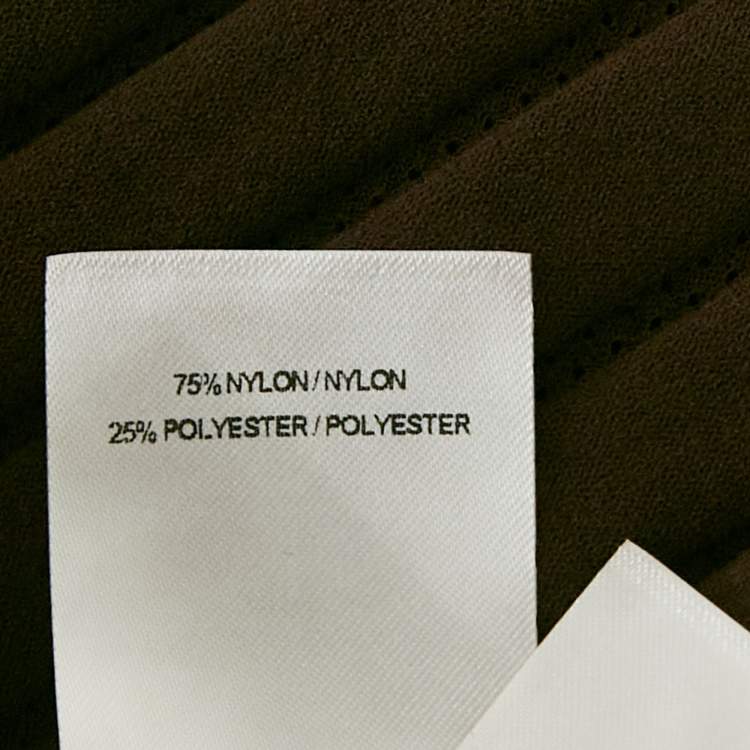 75% NYLON / NYLON
25% POLYESTER / POLYESTER